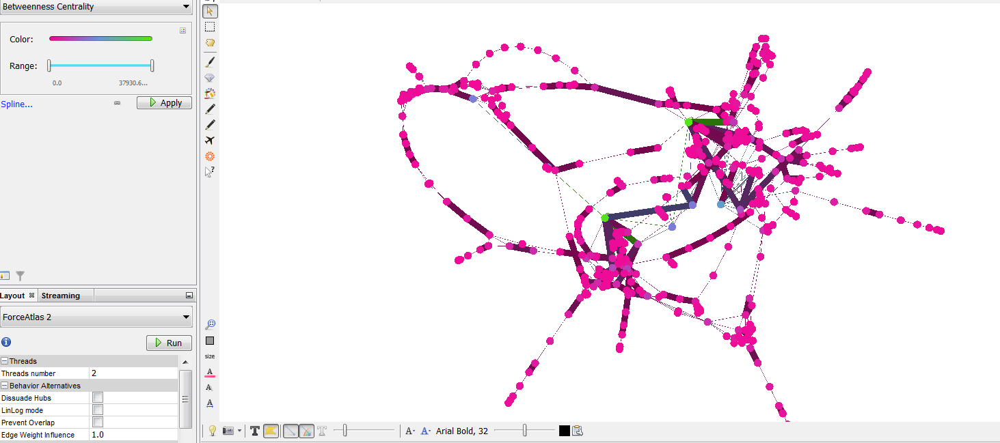 Betweenness Centrality
Color:
Range:
0.0 37930.6...
Spline...
Apply
Layout
Streaming
ForceAtlas 2
Run
Threads
Threads number 2
Behavior Alternatives
Dissuade Hubs
LinLog mode
Prevent Overlap
Edge Weight Influence 1.0
size
A
A
A
T
T
A- A- Arial Bold, 32